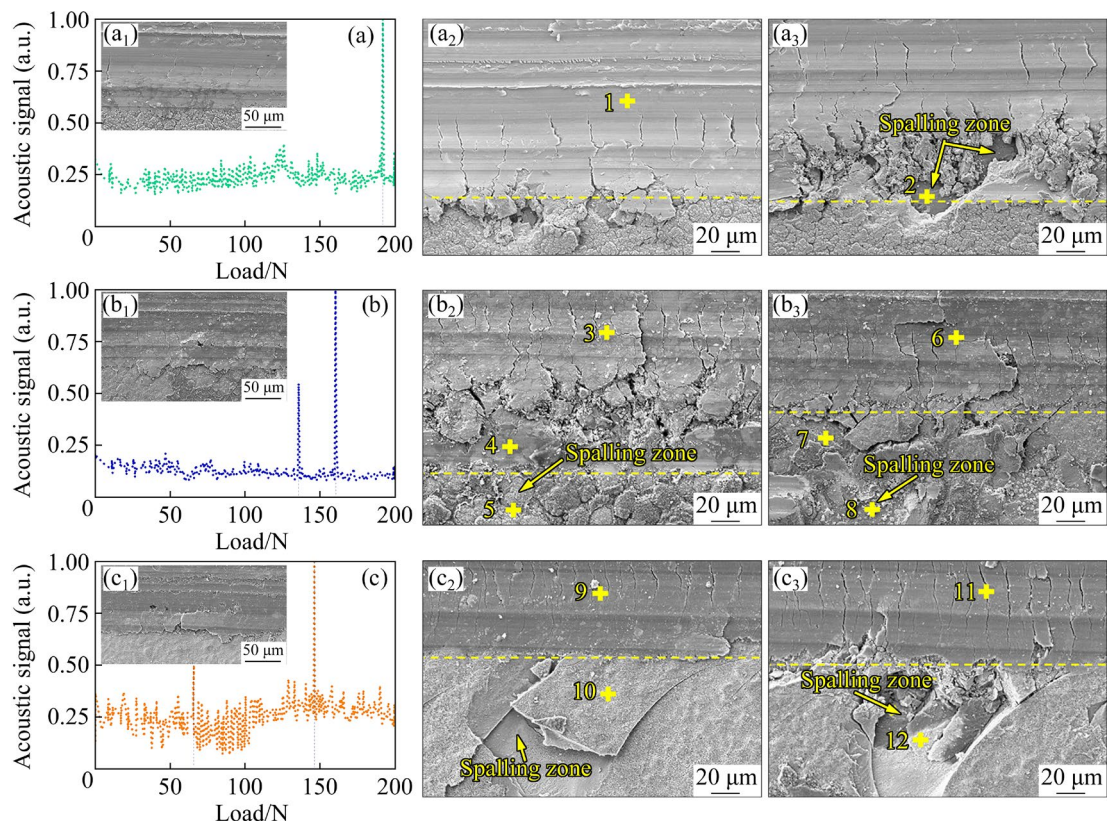 (a₁)
(a)
1.00
0.75
0.50
0.25
0
50
100
150
200
Acoustic signal (a.u.)
Load/N
50 μm
(a₂)
1
20 μm
(a₃)
Spalling zone
2
20 μm
(b₁)
(b)
1.00
0.75
0.50
0.25
0
50
100
150
200
Acoustic signal (a.u.)
Load/N
50 μm
(b₂)
3
4
Spalling zone
5
20 μm
(b₃)
6
7
Spalling zone
8
20 μm
(c₁)
(c)
1.00
0.75
0.50
0.25
0
50
100
150
200
Acoustic signal (a.u.)
Load/N
50 μm
(c₂)
9
10
Spalling zone
20 μm
(c₃)
11
Spalling zone
12
20 μm